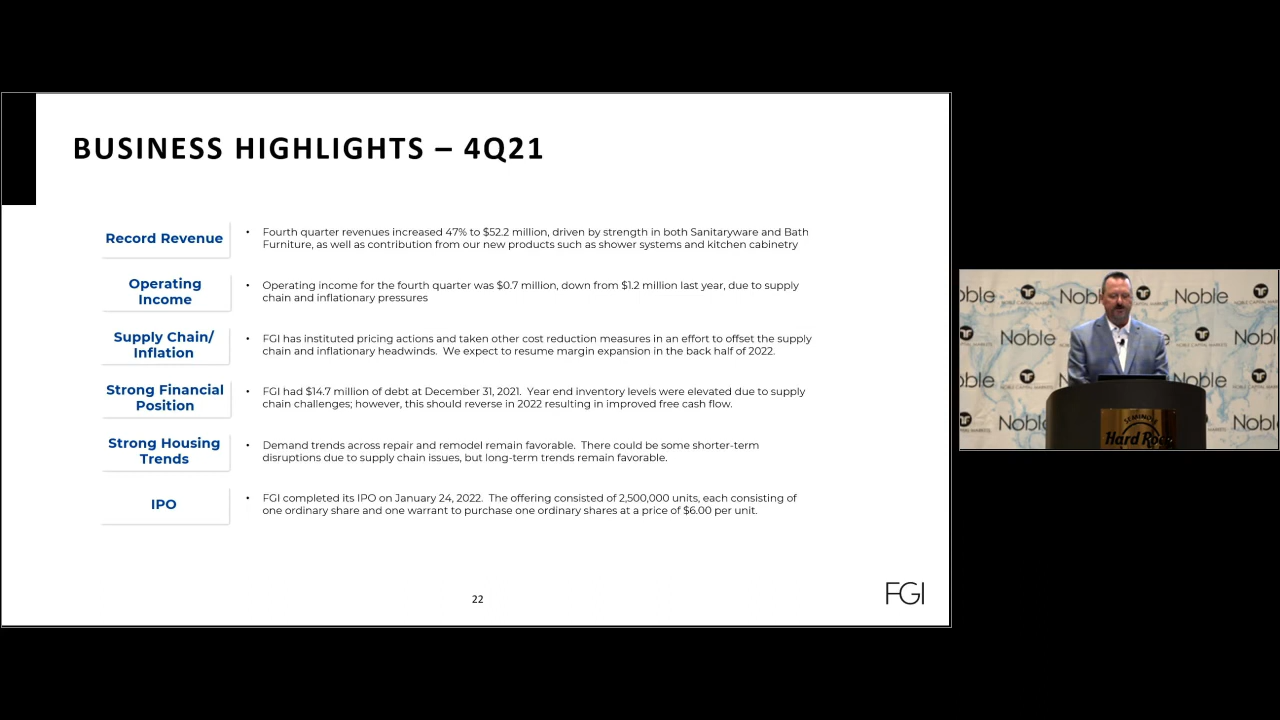 BUSINESS HIGHLIGHTS – 4Q21
Record Revenue
• Fourth quarter revenues increased 47% to $52.2 million, driven by strength in both Sanitaryware and Bath
Furniture, as well as contribution from our new products such as shower systems and kitchen cabinetry
Operating
Income
• Operating income for the fourth quarter was $0.7 million, down from $1.2 million last year, due to supply
chain and inflationary pressures
Supply Chain/
Inflation
• FGI has instituted pricing actions and taken other cost reduction measures in an effort to offset the supply
chain and inflationary headwinds. We expect to resume margin expansion in the back half of 2022.
Strong Financial
Position
• FGI had $14.7 million of debt at December 31, 2021. Year end inventory levels were elevated due to supply
chain challenges; however, this should reverse in 2022 resulting in improved free cash flow.
Strong Housing
Trends
• Demand trends across repair and remodel remain favorable. There could be some shorter-term
disruptions due to supply chain issues, but long-term trends remain favorable.
IPO
• FGI completed its IPO on January 24, 2022. The offering consisted of 2,500,000 units, each consisting of
one ordinary share and one warrant to purchase one ordinary shares at a price of $6.00 per unit.
22
FGI
oble Noble Noble
Noble Noble
oble Noble Noble
Noble Nobl
SEMINOLE
Hard Rock